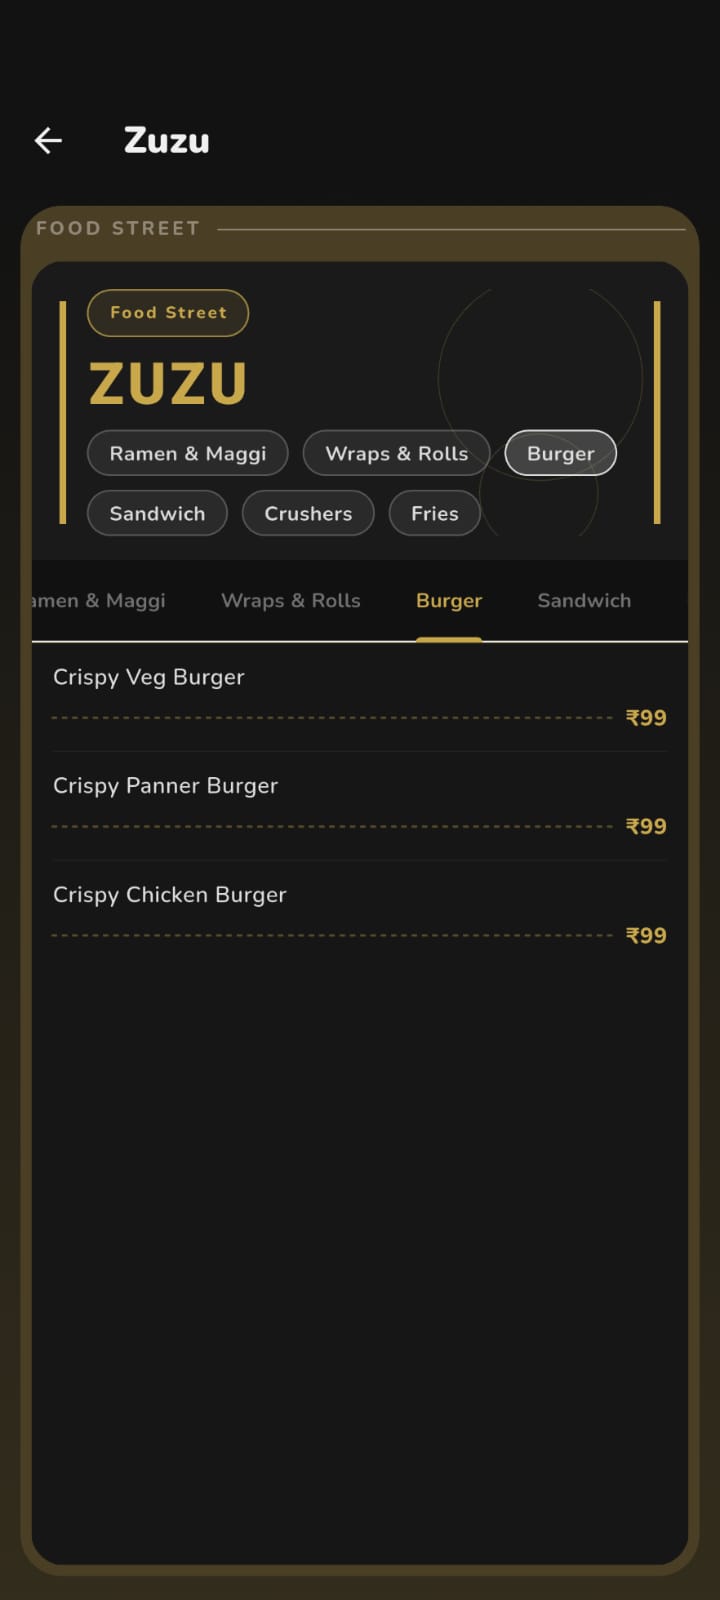 Zuzu
FOOD STREET
Food Street
ZUZU
Ramen & Maggi Wraps & Rolls Burger
Sandwich Crushers Fries
amen & Maggi Wraps & Rolls Burger Sandwich
Crispy Veg Burger
₹99
Crispy Panner Burger
₹99
Crispy Chicken Burger
₹99